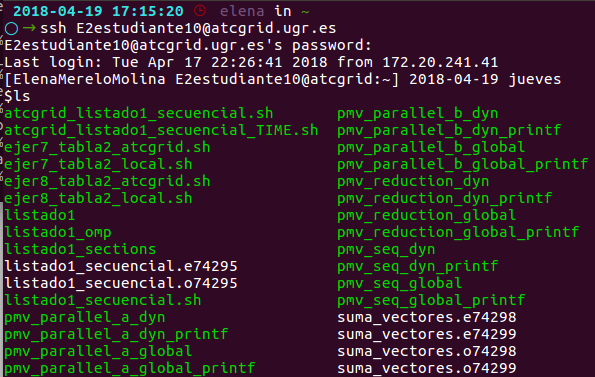 2018-04-19 17:15:20 elena in ~
→ssh E2estudiante10@atcgrid.ugr.es
E2estudiante10@atcgrid.ugr.es's password:
Last login: Tue Apr 17 22:26:41 2018 from 172.20.241.41
[ElenaMereloMolina E2estudiante10@atcgrid:~] 2018-04-19 jueves
$ls
atcgrid_listado1_secuencial.sh pmv_parallel_b_dyn
atcgrid_listado1_secuencial_TIME.sh pmv_parallel_b_dyn_printf
ejer7_tabla2_atcgrid.sh pmv_parallel_b_global
ejer7_tabla2_local.sh pmv_parallel_b_global_printf
ejer8_tabla2_atcgrid.sh pmv_reduction_dyn
ejer8_tabla2_local.sh pmv_reduction_dyn_printf
listado1 pmv_reduction_global
listado1_omp pmv_reduction_global_printf
listado1_sections pmv_seq_dyn
listado1_secuencial.e74295 pmv_seq_dyn_printf
listado1_secuencial.o74295 pmv_seq_global
listado1_secuencial.sh pmv_seq_global_printf
pmv_parallel_a_dyn suma_vectores.e74298
pmv_parallel_a_dyn_printf suma_vectores.e74299
pmv_parallel_a_global suma_vectores.o74298
pmv_parallel_a_global_printf suma_vectores.o74299